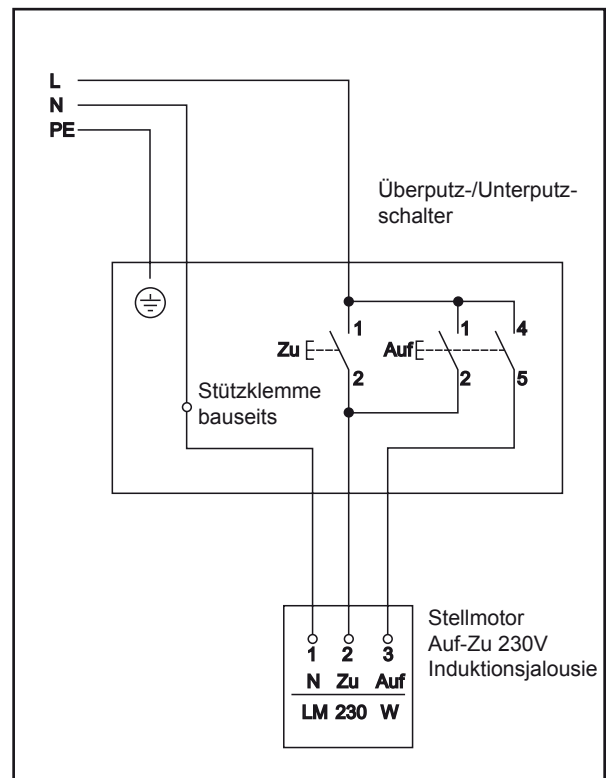 L
N
PE
Überputz-/Unterputz-
schalter
1 1 4
Zu Auf
2 2 5
Stützklemme
bauseits
Stellmotor
Auf-Zu 230V
Induktionsjalousie
1 2 3
N Zu Auf
LM 230 W